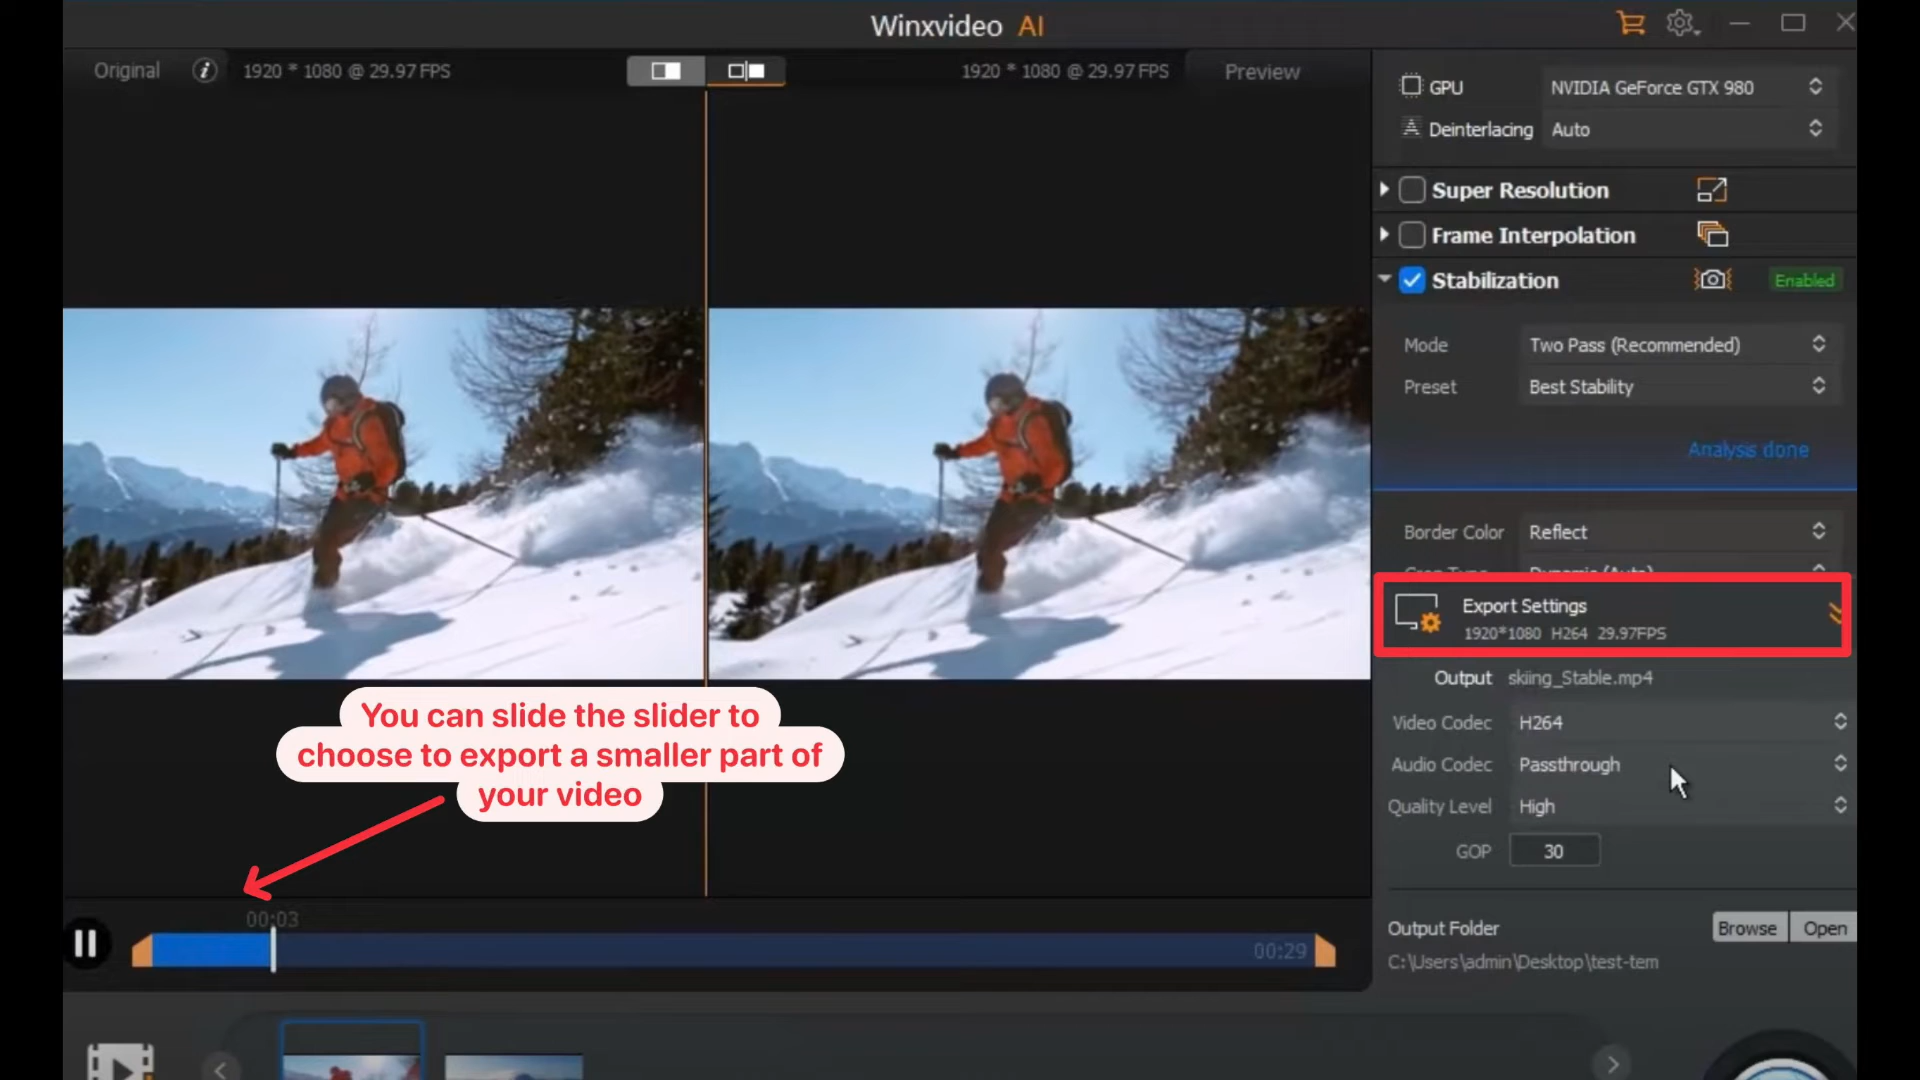 Winxvideo AI
Original
1920 * 1080 @ 29.97 FPS
1920 * 1080 @ 29.97 FPS
Preview
GPU
NVIDIA GeForce GTX 980
Deinterlacing
Auto
Super Resolution
Frame Interpolation
Stabilization
Enabled
Mode
Two Pass (Recommended)
Preset
Best Stability
Analysis done
Border Color
Reflect
Crop Type
Dynamic (Auto)
Export Settings
1920*1080 H264 29.97FPS
Output
skiing_Stable.mp4
Video Codec
H264
Audio Codec
Passthrough
Quality Level
High
GOP
30
Output Folder
Browse
Open
C:\Users\admin\Desktop\test-tem
You can slide the slider to
choose to export a smaller part of
your video
00:03
00:29